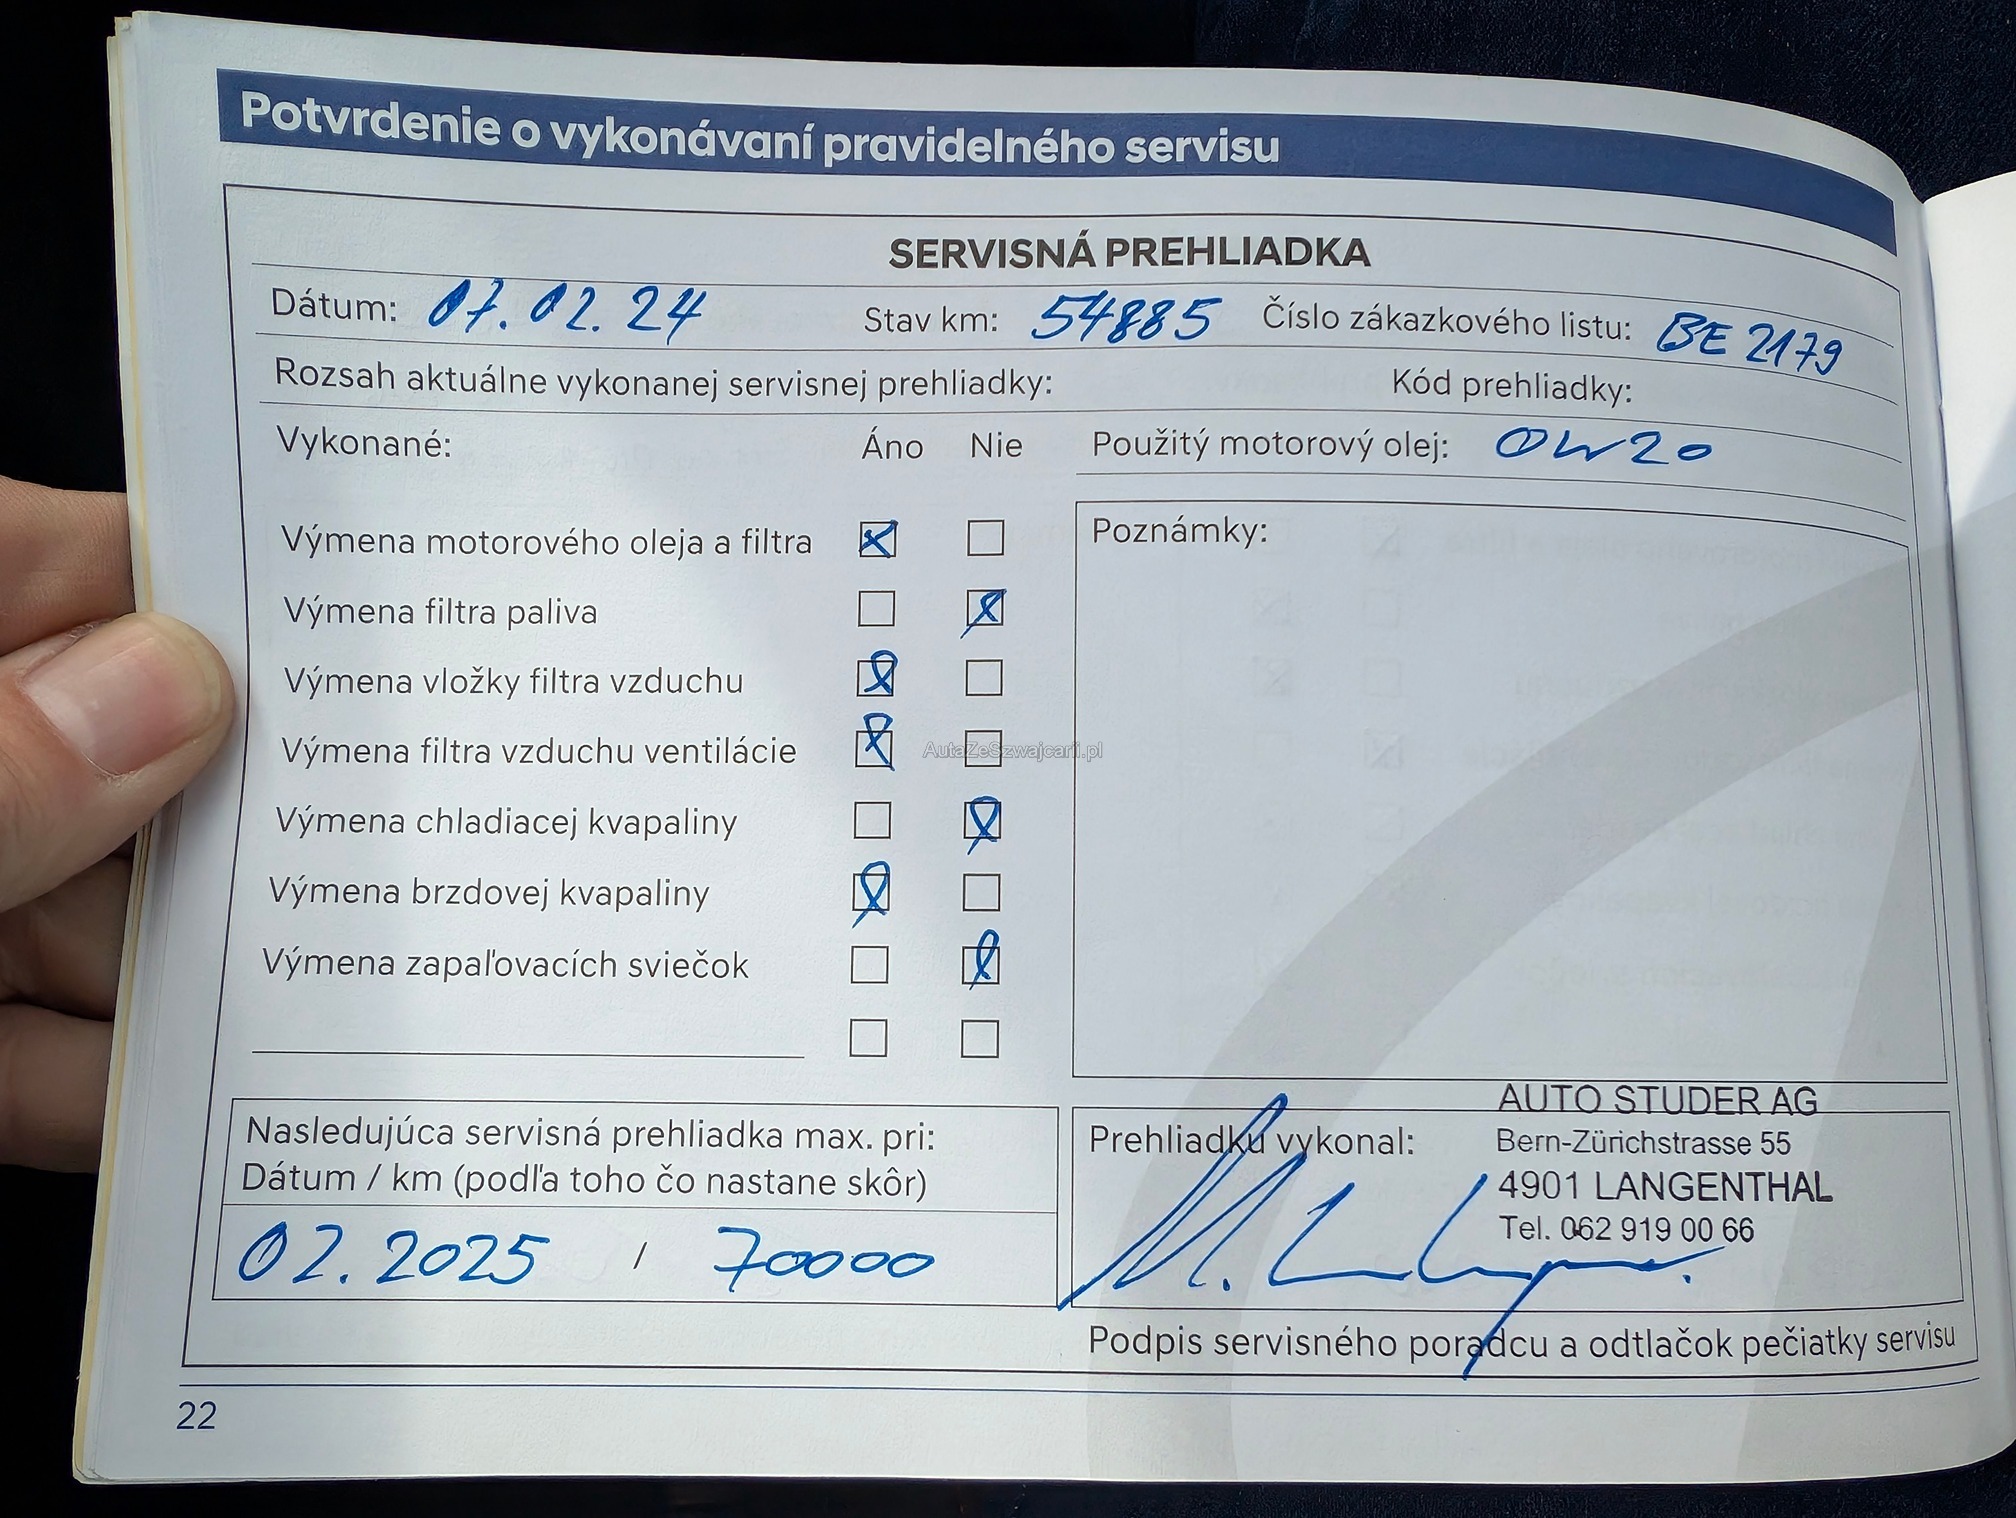 Potvrdenie o vykonávaní pravidelného servisu
SERVISNÁ PREHLIADKA
Dátum: 07.02.24 Stav km: 54885 Číslo zákazkového listu: BE 2179
Rozsah aktuálne vykonanej servisnej prehliadky: Kód prehliadky:
Vykonané: Áno Nie Použitý motorový olej: 0W20
Výmena motorového oleja a filtra
Poznámky:
Výmena filtra paliva
Výmena vložky filtra vzduchu
Výmena filtra vzduchu ventilácie
AutaZeSzwajcarii.pl
Výmena chladiacej kvapaliny
Výmena brzdovej kvapaliny
Výmena zapaľovacích sviečok
Nasledujúca servisná prehliadka max. pri:
Dátum / km (podľa toho čo nastane skôr)
02.2025 / 70000
Prehliadku vykonal:
AUTO STUDER AG
Bern-Zürichstrasse 55
4901 LANGENTHAL
Tel. 062 919 00 66
Podpis servisného poradcu a odtlačok pečiatky servisu
22